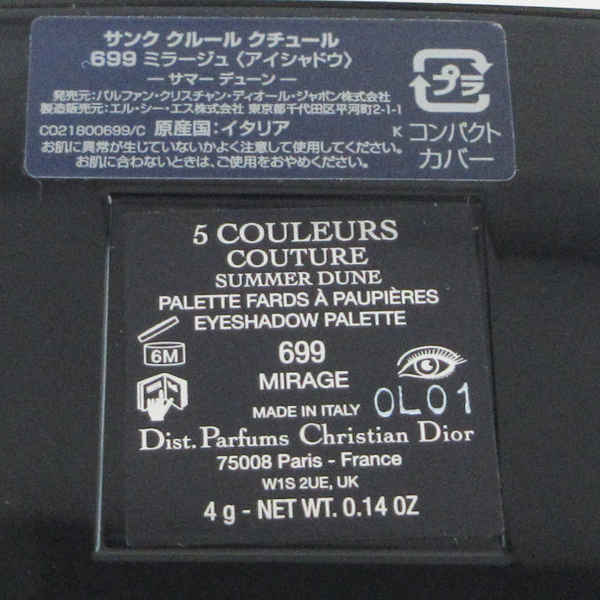 サンク クルール クチュール
699 ミラージュ〈アイシャドウ〉
― サマー デューン ―
発売元:パルファン・クリスチャン・ディオール・ジャポン株式会社
製造販売元:エル・シー・エス株式会社 東京都千代田区平河町2-1-1
C021800699/C 原産国:イタリア
お肌に異常が生じていないかよく注意して使用してください。
お肌に合わないときは、ご使用をおやめください。
プラ
K コンパクト
カバー
5 COULEURS
COUTURE
SUMMER DUNE
PALETTE FARDS À PAUPIÈRES
EYESHADOW PALETTE
6M
699
MIRAGE
MADE IN ITALY 0L01
Dist. Parfums Christian Dior
75008 Paris - France
W1S 2UE, UK
4 g - NET WT. 0.14 OZ